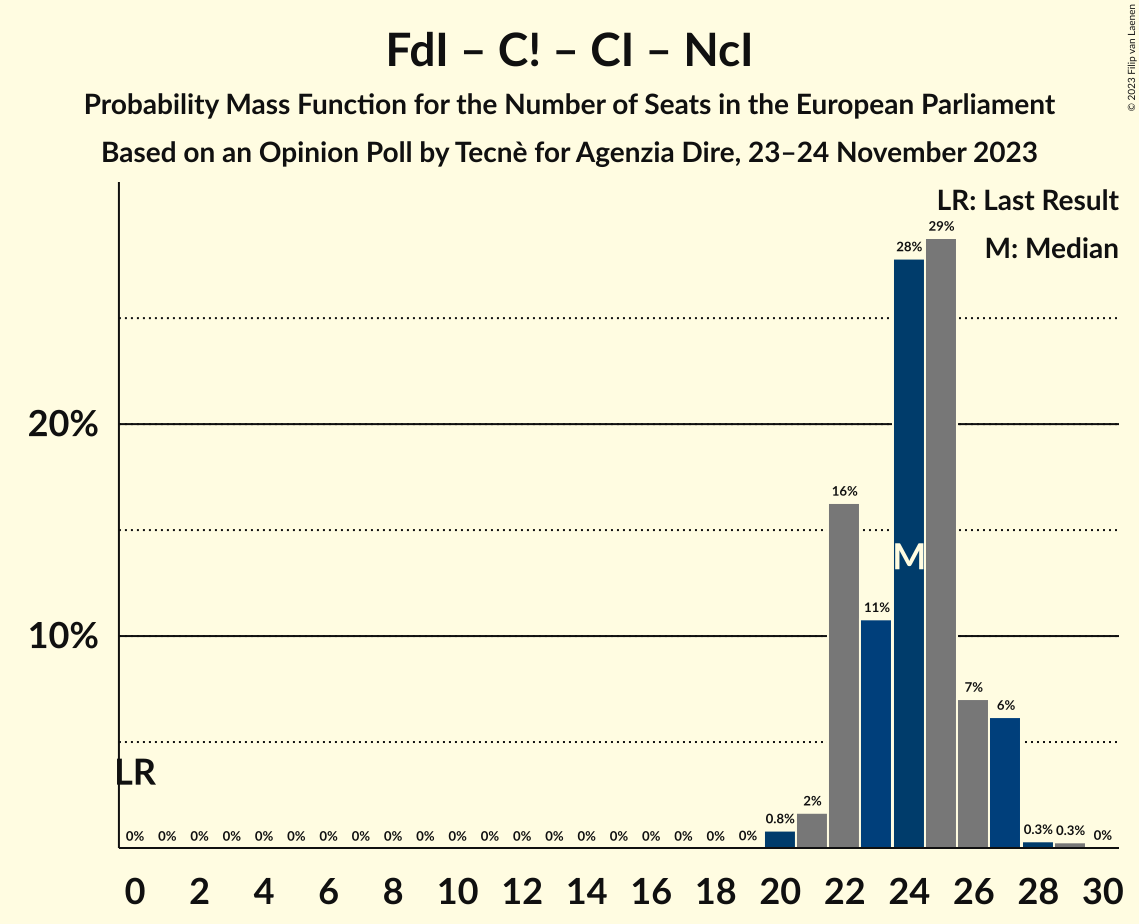 FdI – C! – CI – NcI
Probability Mass Function for the Number of Seats in the European Parliament
Based on an Opinion Poll by Tecnè for Agenzia Dire, 23–24 November 2023
© 2023 Filip van Laenen
LR: Last Result
M: Median
29%
28%
20%
16%
M
11%
10%
7%
6%
LR
2%
0.8%
0% 0% 0% 0% 0% 0% 0% 0% 0% 0% 0% 0% 0% 0% 0% 0% 0% 0% 0% 0% 0.3% 0.3% 0%
0 2 4 6 8 10 12 14 16 18 20 22 24 26 28 30